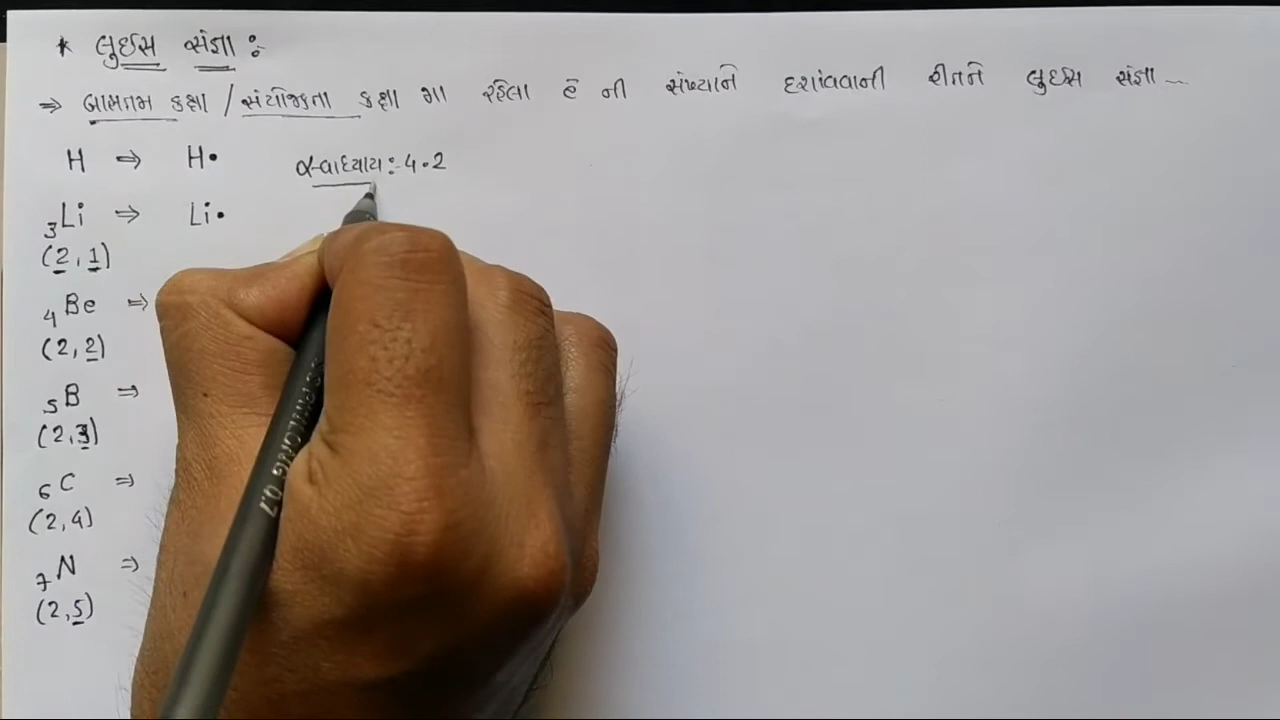 * લુઈસ સંજ્ઞા :-
⇒ બાહ્યતમ કક્ષા / સંયોજકતા કક્ષા મા રહેલા ē ની સંખ્યાને દર્શાવવાની રીતને લુઈસ સંજ્ઞા ...
H ⇒ H• સ્વાધ્યાય :- 4.2
₃Li ⇒ Li•
(2, 1)
₄Be ⇒
(2, 2)
₅B ⇒
(2, 3)
₆C ⇒
(2, 4)
₇N ⇒
(2, 5)